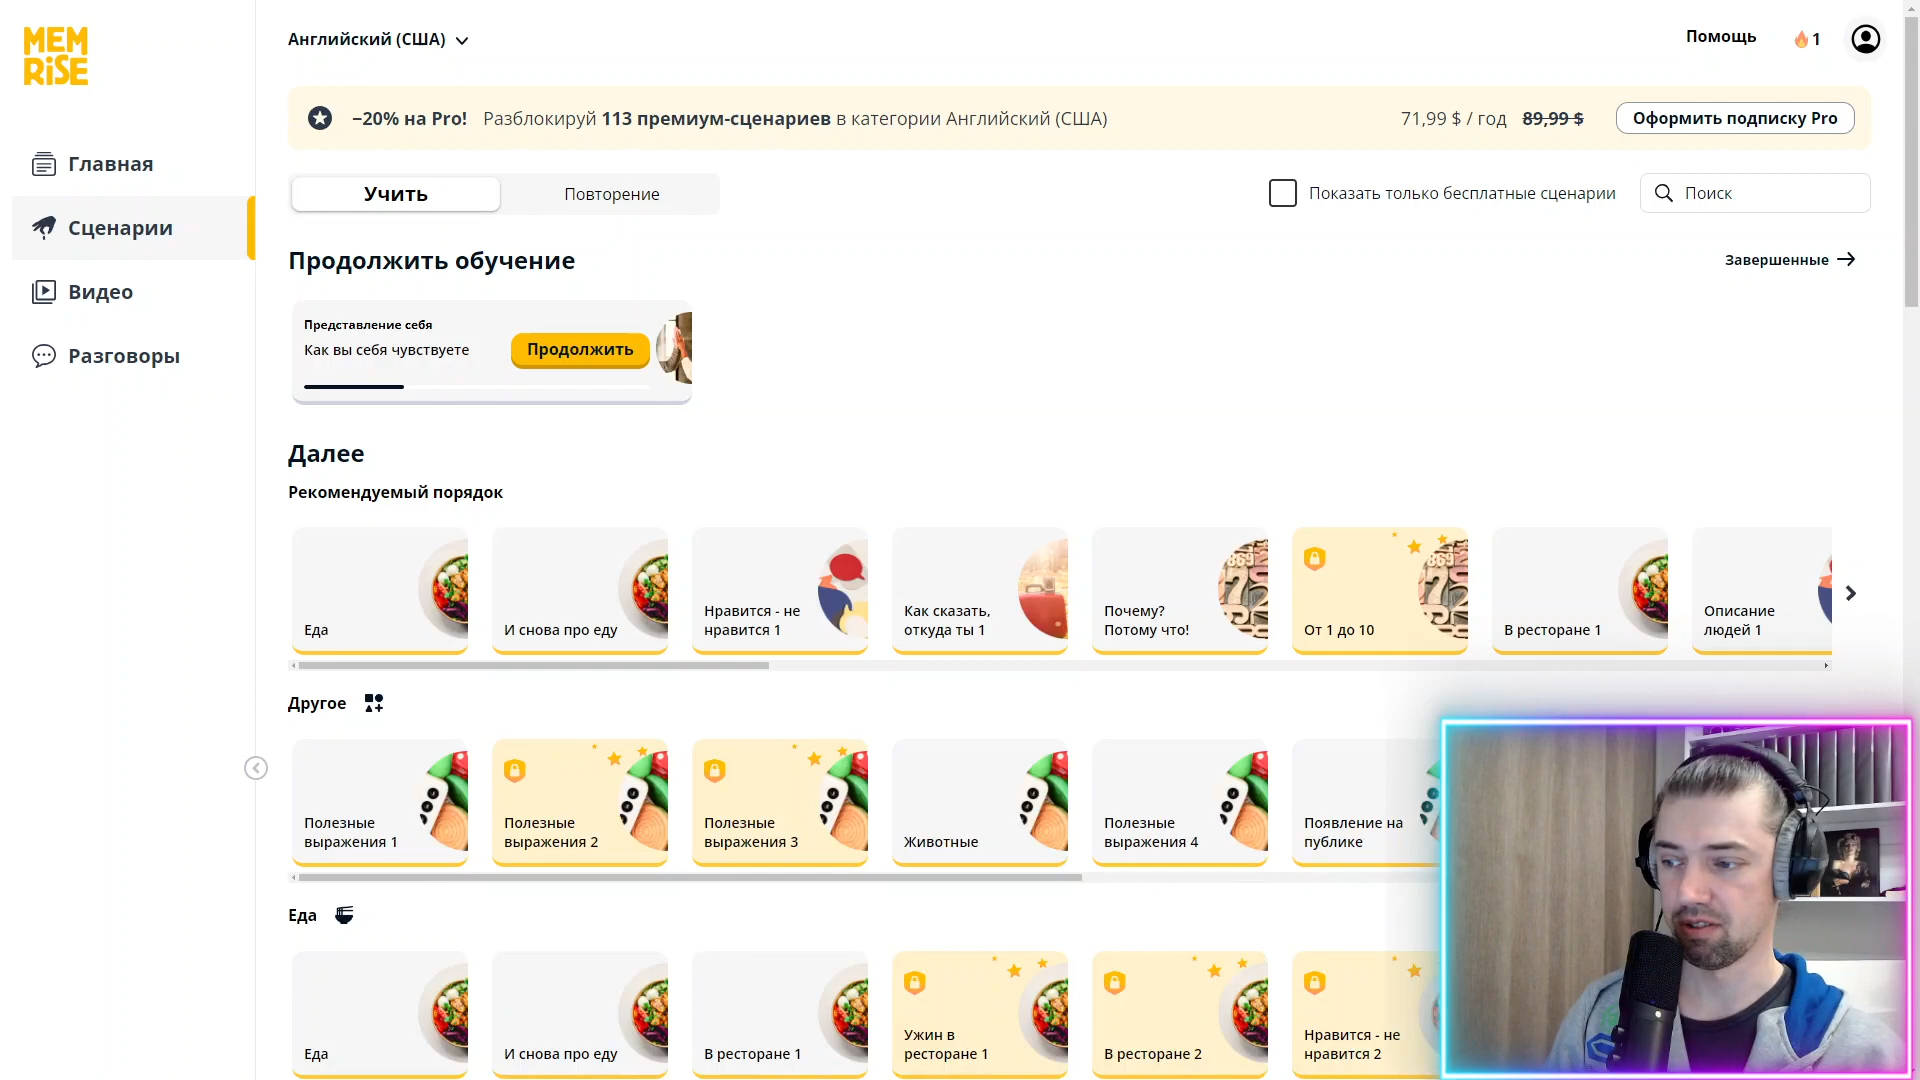 MEM
RiSE
Английский (США)
Помощь
1
−20% на Pro! Разблокируй 113 премиум-сценариев в категории Английский (США)
71,99 $ / год 89,99 $
Оформить подписку Pro
Главная
Сценарии
Видео
Разговоры
Учить
Повторение
Показать только бесплатные сценарии
Поиск
Продолжить обучение
Завершенные
Представление себя
Как вы себя чувствуете
Продолжить
Далее
Рекомендуемый порядок
Еда
И снова про еду
Нравится - не
нравится 1
Как сказать,
откуда ты 1
Почему?
Потому что!
От 1 до 10
В ресторане 1
Описание
людей 1
Другое
Полезные
выражения 1
Полезные
выражения 2
Полезные
выражения 3
Животные
Полезные
выражения 4
Появление на
публике
Еда
Еда
И снова про еду
В ресторане 1
Ужин в
ресторане 1
В ресторане 2
Нравится - не
нравится 2